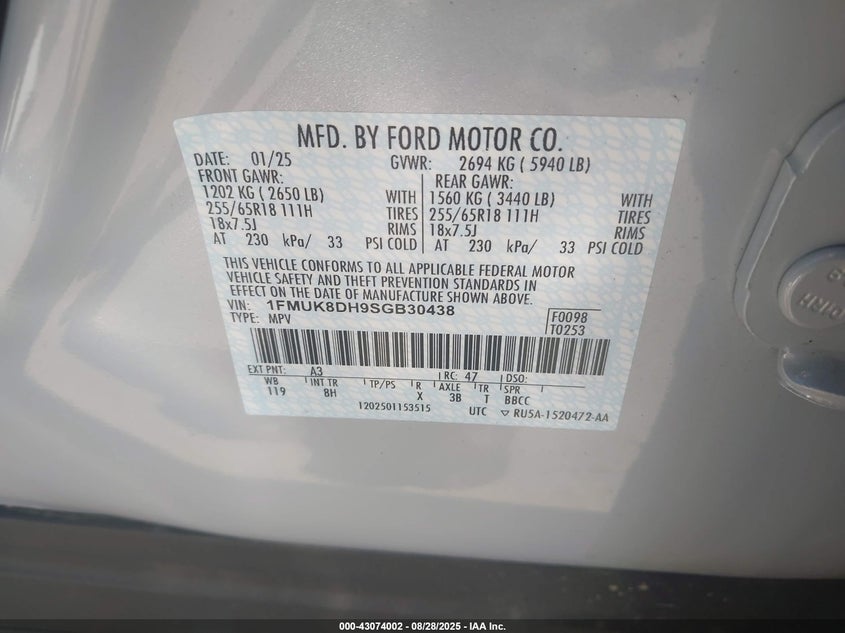 MFD. BY FORD MOTOR CO.
DATE: 01/25 GVWR: 2694 KG ( 5940 LB)
FRONT GAWR: REAR GAWR:
1202 KG ( 2650 LB) WITH 1560 KG ( 3440 LB) WITH
255/65R18 111H TIRES 255/65R18 111H TIRES
18x7.5J RIMS 18x7.5J RIMS
AT 230 kPa/ 33 PSI COLD AT 230 kPa/ 33 PSI COLD
THIS VEHICLE CONFORMS TO ALL APPLICABLE FEDERAL MOTOR
VEHICLE SAFETY AND THEFT PREVENTION STANDARDS IN
EFFECT ON THE DATE OF MANUFACTURE SHOWN ABOVE.
VIN: 1FMUK8DH9SGB30438 F0098
TYPE: MPV T0253
EXT PNT: A3 RC: 47 DSO:
WB INT TR TP/PS R AXLE TR SPR
119 8H X 3B T BBCC
1202501153515 UTC ▽ RU5A-1520472-AA
000-43074002 - 08/28/2025 - IAA Inc.